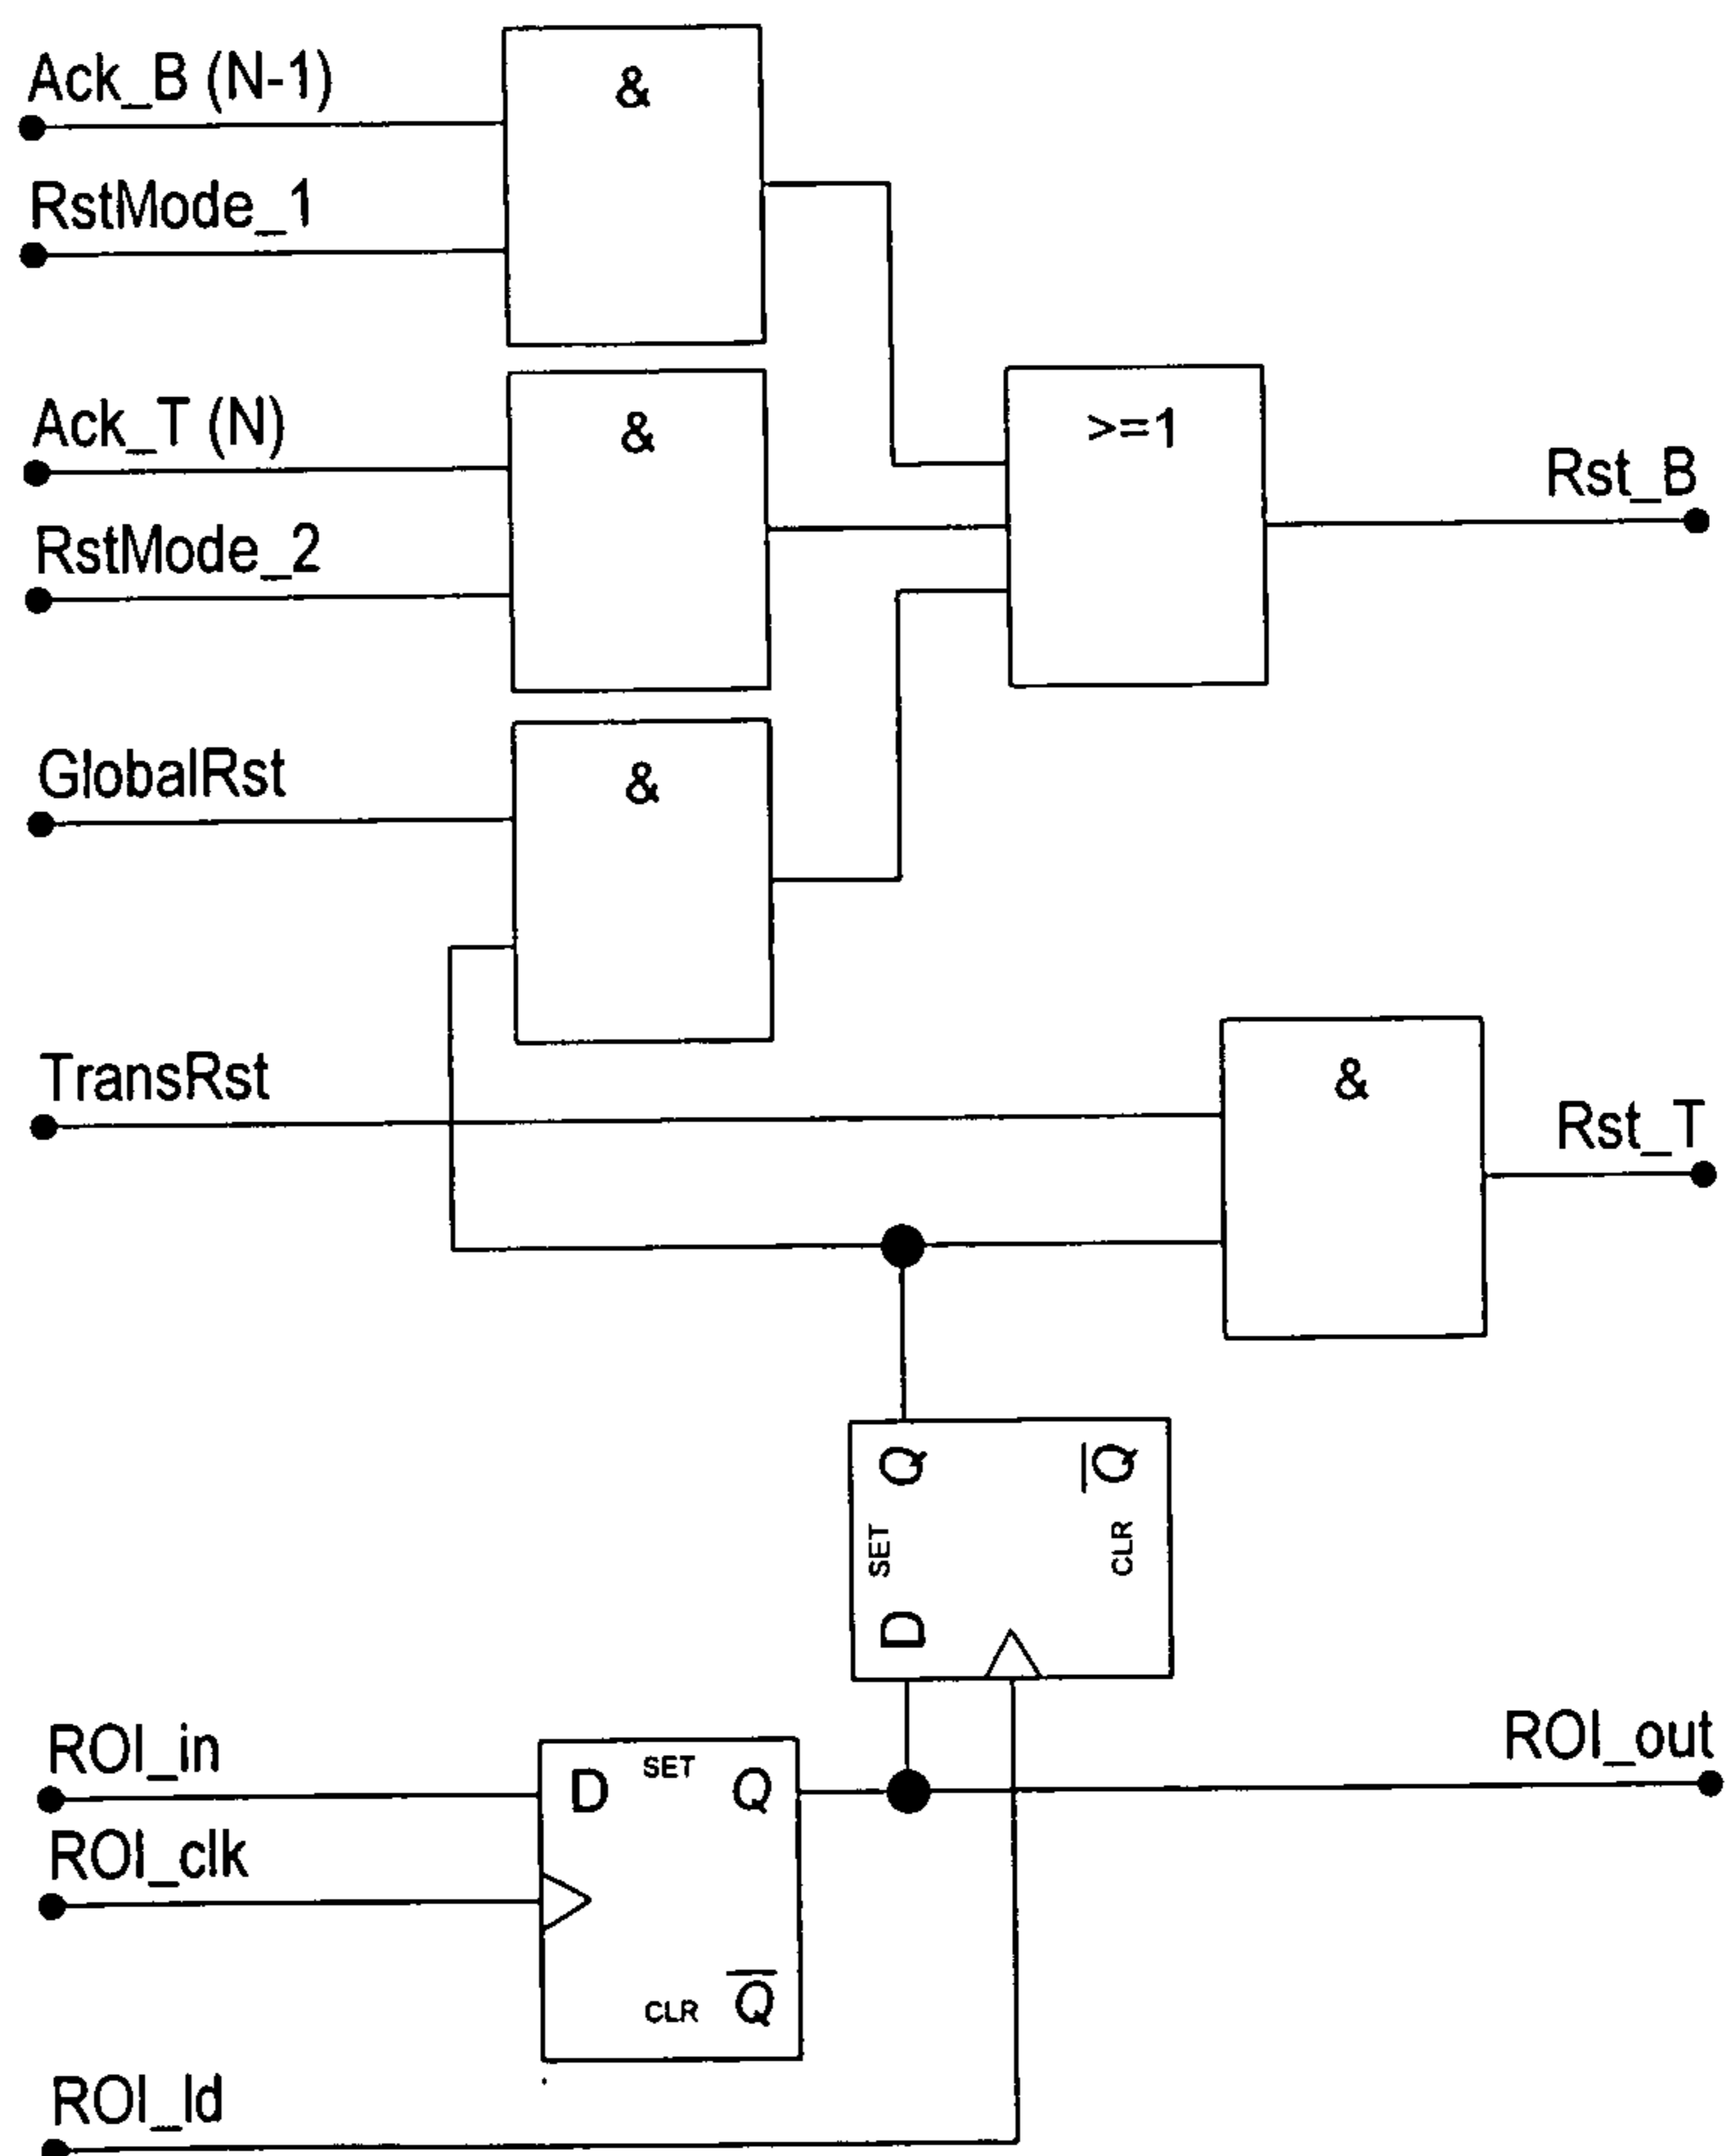 Ack_B (N-1)
&
RstMode_1
Ack_T (N)
&
>=1
Rst_B
RstMode_2
GlobalRst
&
TransRst
&
Rst_T
Q
Q
SET
CLR
D
ROI_in
D
SET
Q
ROI_out
ROI_clk
CLR
Q
ROI_ld